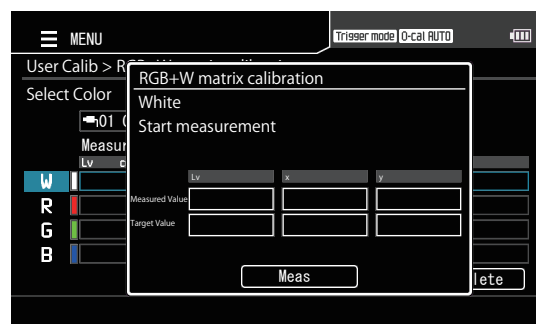 MENU
Trigger mode 0-cal AUTO
User Calib > R
RGB+W matrix calibration
Select Color
White
01
Start measurement
Measur
Lv
Lv x y
W
Measured Value
R
Target Value
G
B
Meas
lete